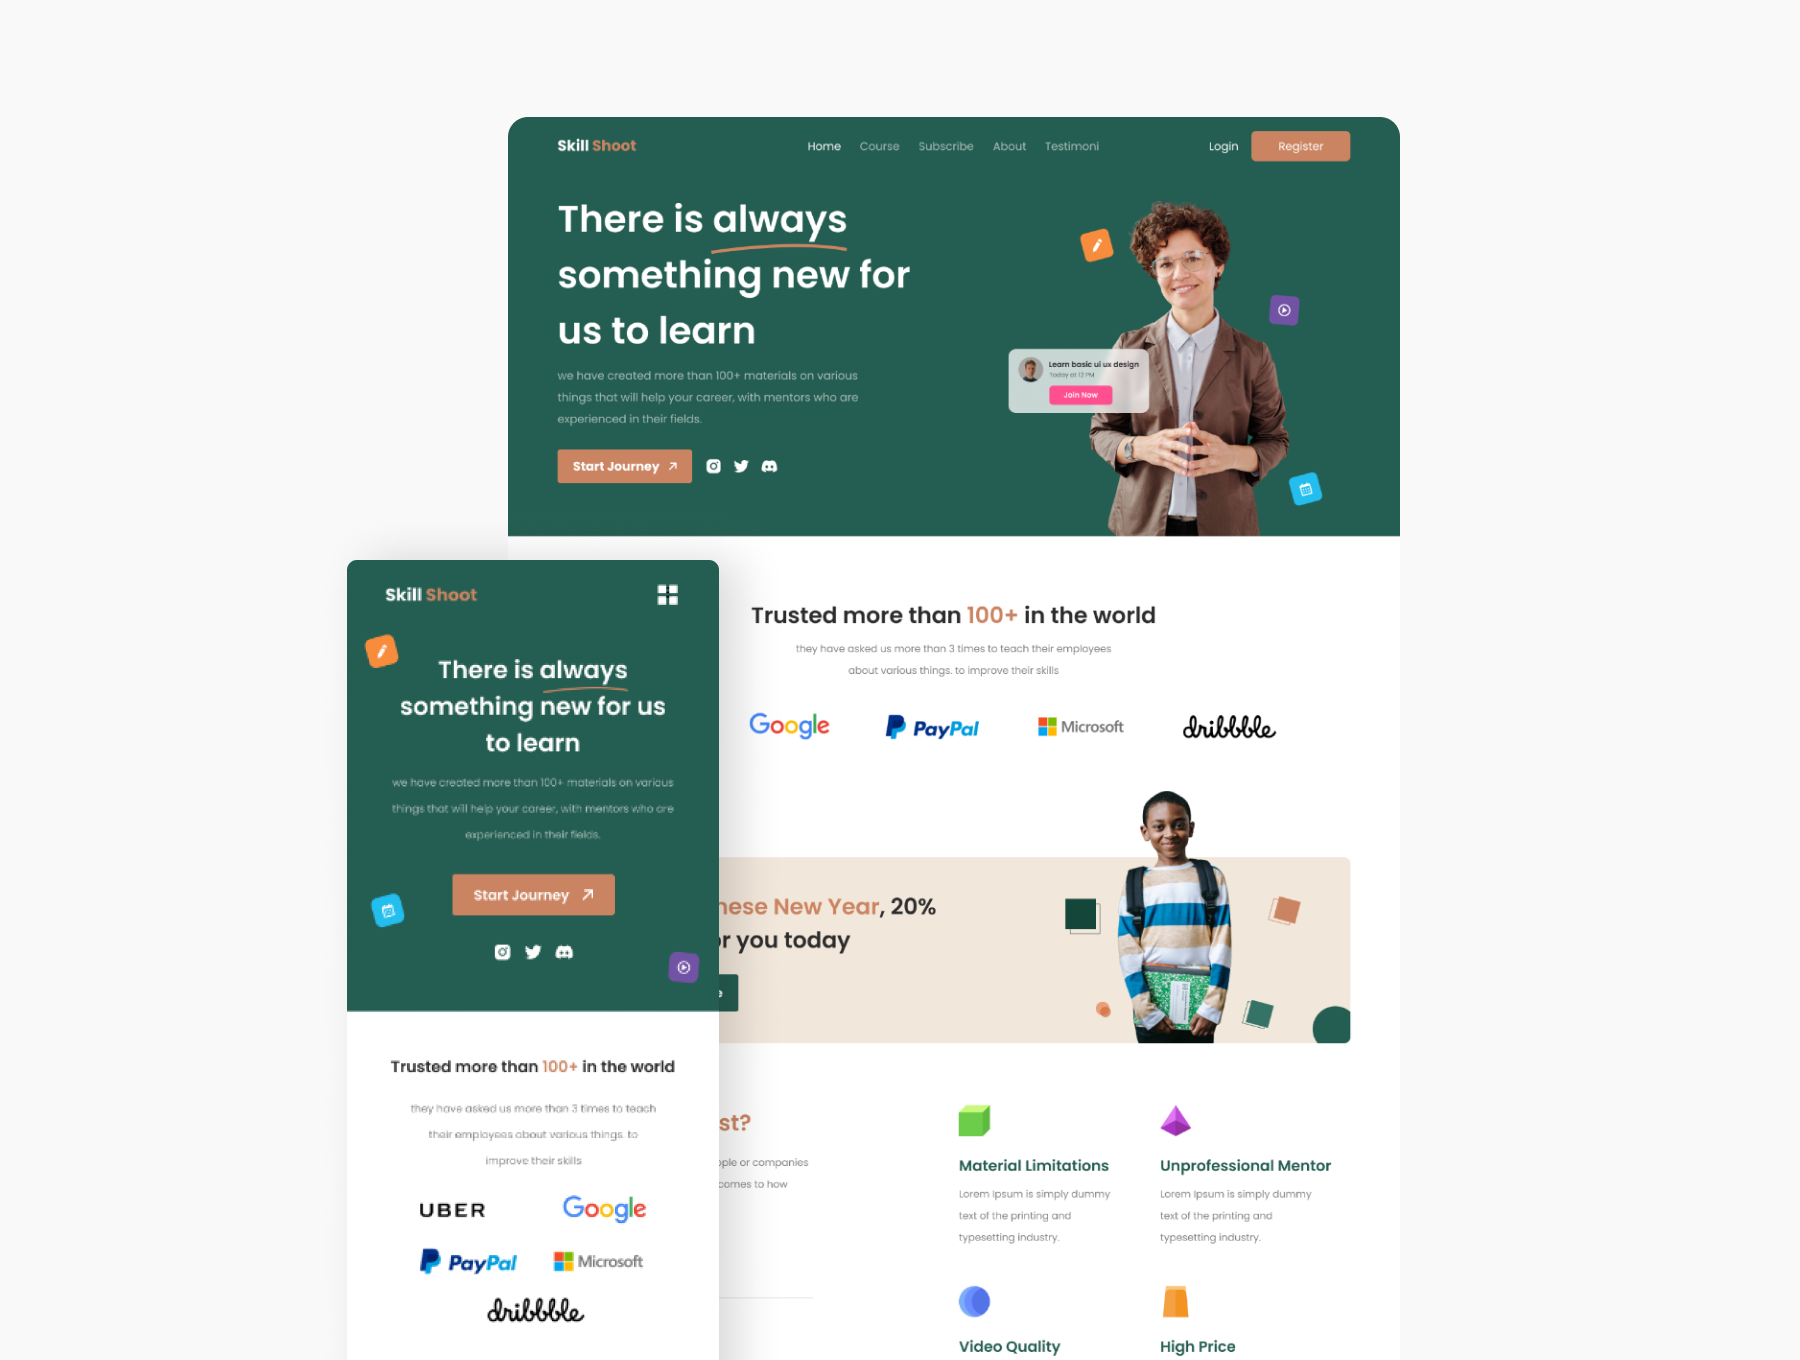 Skill Shoot
Home Course Subscribe About Testimoni
Login Register
There is always
something new for
us to learn
we have created more than 100+ materials on various
things that will help your career, with mentors who are
experienced in their fields.
Start Journey
Learn basic ui ux design
Today at 12 PM
Join Now
Trusted more than 100+ in the world
they have asked us more than 3 times to teach their employees
about various things. to improve their skills
Google PayPal Microsoft dribbble
New Year, 20%
you today
st?
or companies
comes to how
Material Limitations
Lorem Ipsum is simply dummy
text of the printing and
typesetting industry.
Unprofessional Mentor
Lorem Ipsum is simply dummy
text of the printing and
typesetting industry.
Video Quality
High Price
Skill Shoot
There is always
something new for us
to learn
we have created more than 100+ materials on various
things that will help your career, with mentors who are
experienced in their fields.
Start Journey
Trusted more than 100+ in the world
they have asked us more than 3 times to teach
their employees about various things. to
improve their skills
UBER Google
PayPal Microsoft
dribbble